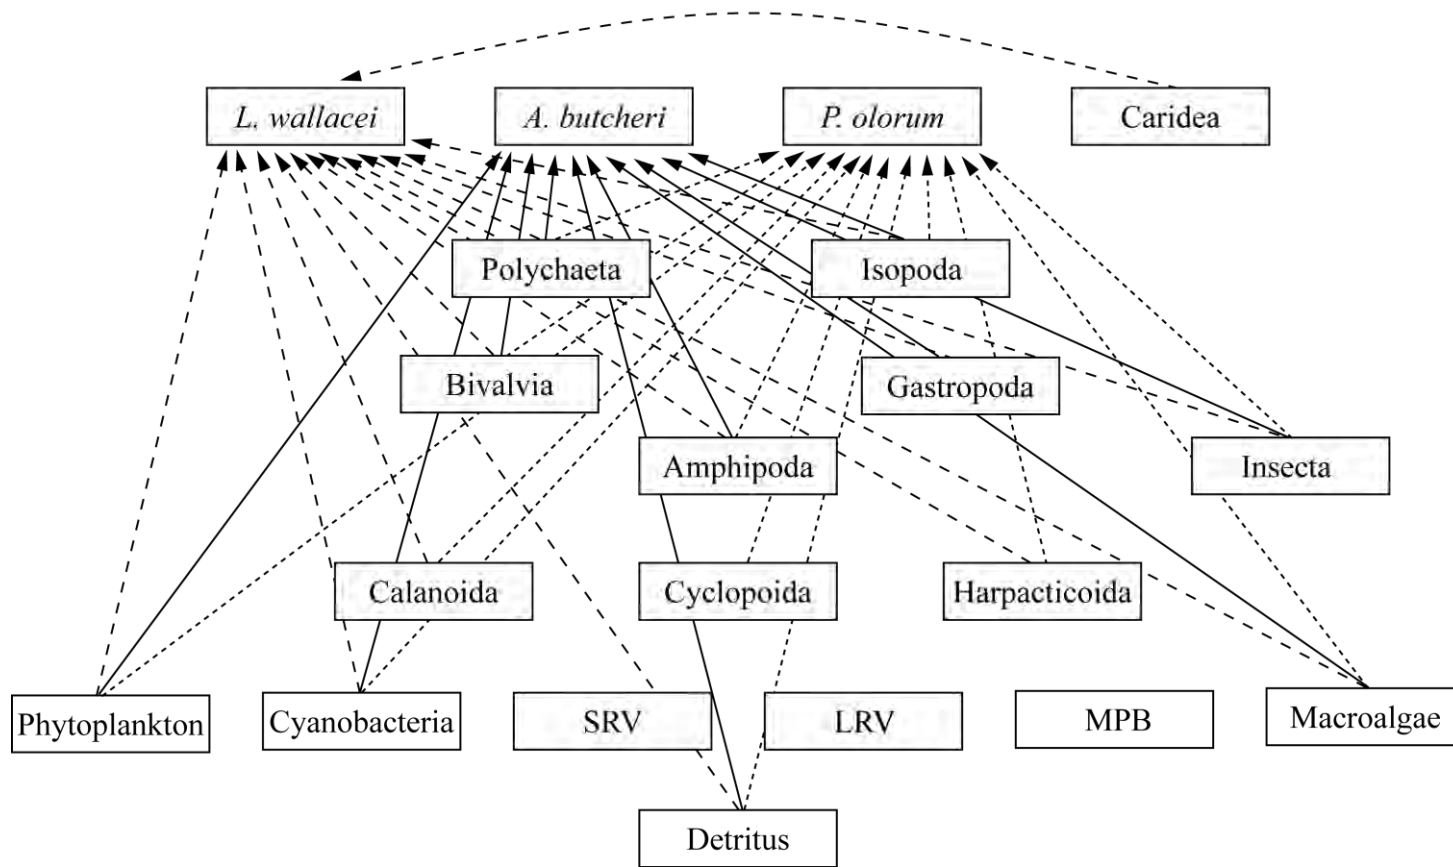 L. wallacei
A. butcheri
P. olorum
Caridea
Polychaeta
Isopoda
Bivalvia
Gastropoda
Amphipoda
Insecta
Calanoida
Cyclopoida
Harpacticoida
Phytoplankton
Cyanobacteria
SRV
LRV
MPB
Macroalgae
Detritus